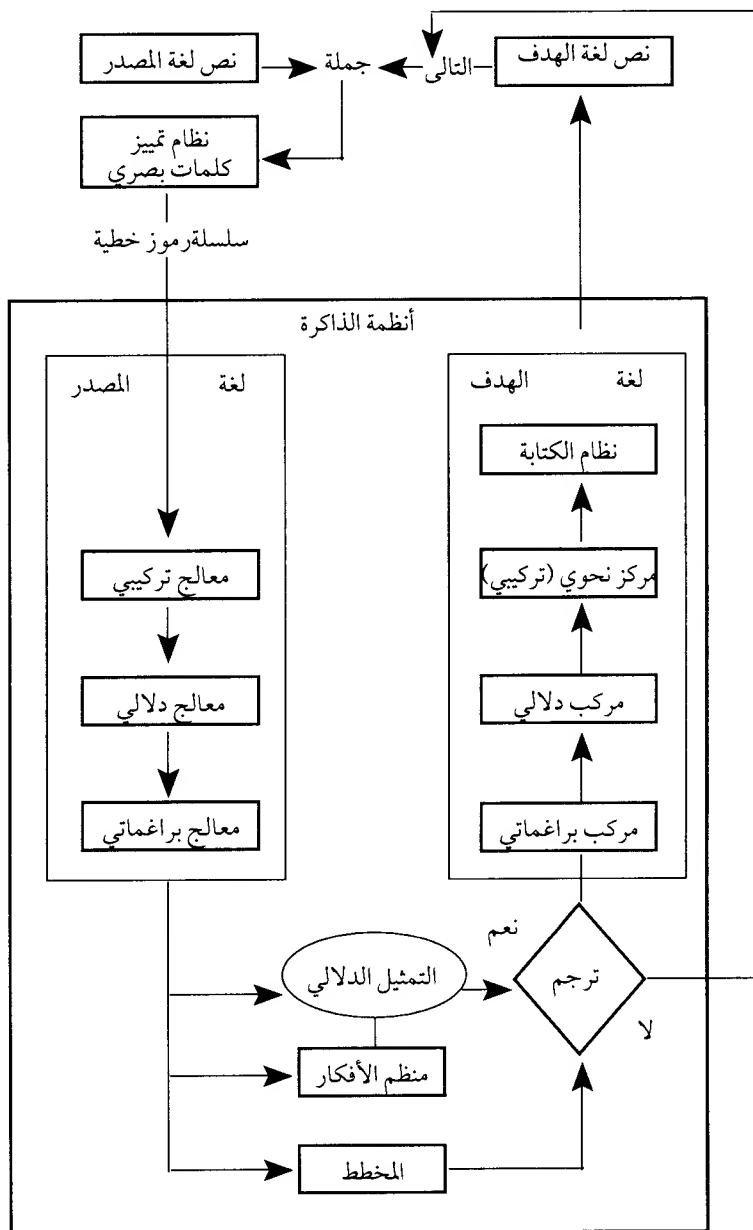 نص لغة المصدر
جملة
التالى
نص لغة الهدف
نظام تمييز
كلمات بصري
سلسلة رموز خطية
أنظمة الذاكرة
لغة المصدر
لغة الهدف
نظام الكتابة
معالج تركيبي
مركز نحوي (تركيبي)
معالج دلالي
مركب دلالي
معالج براغماتي
مركب براغماتي
نعم
التمثيل الدلالي
ترجم
لا
منظم الأفكار
المخطط